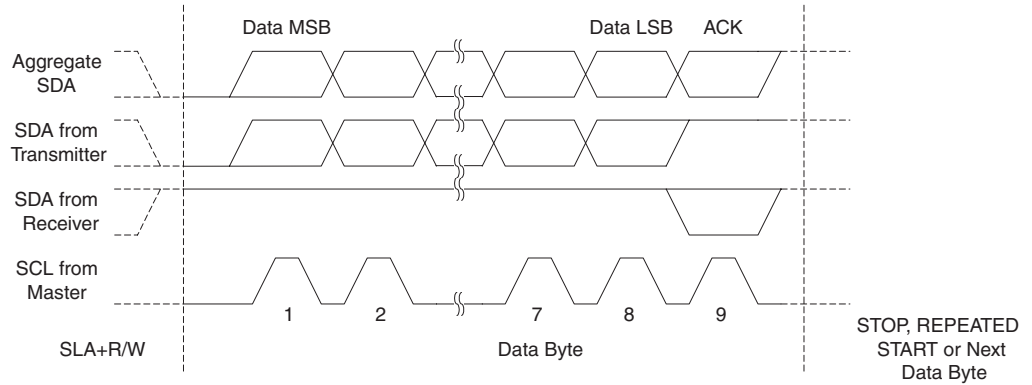 Data MSB
Data LSB
ACK
Aggregate
SDA
SDA from
Transmitter
SDA from
Receiver
SCL from
Master
1
2
7
8
9
SLA+R/W
Data Byte
STOP, REPEATED
START or Next
Data Byte